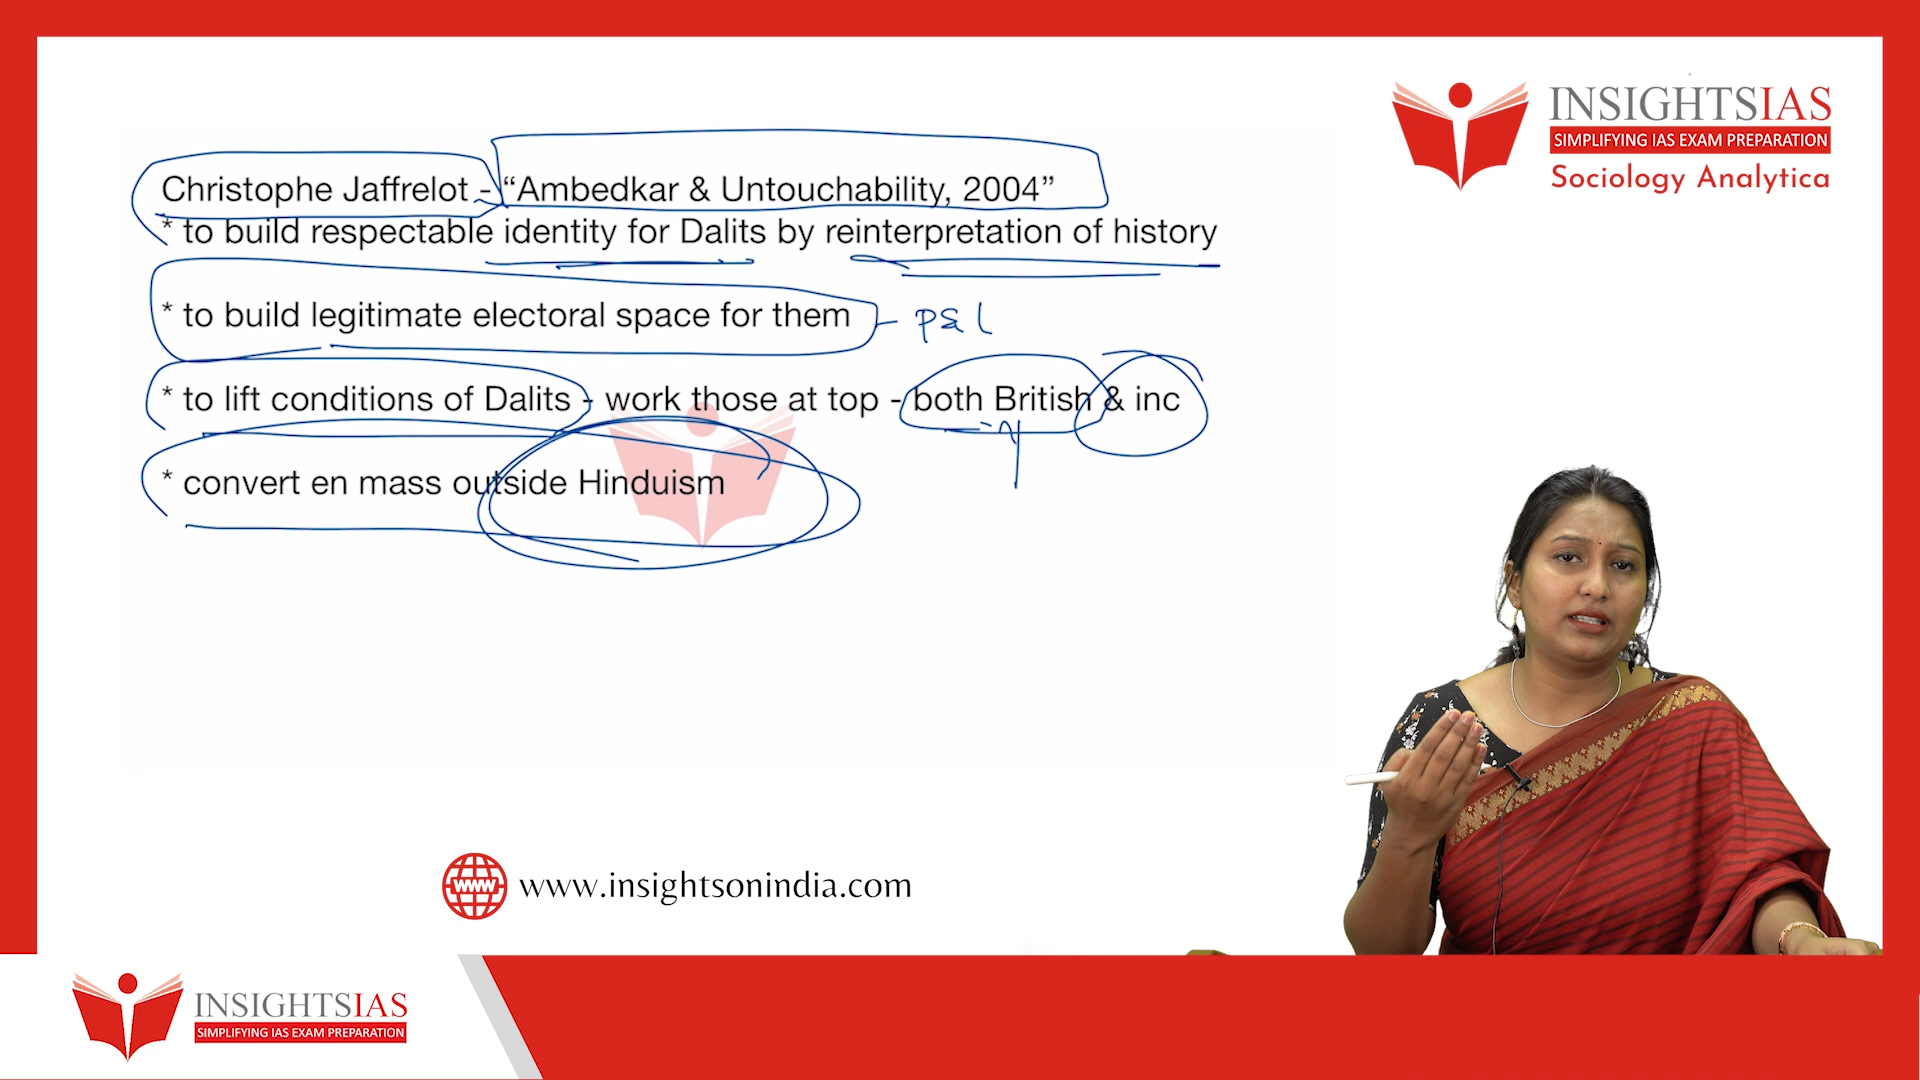 INSIGHTSIAS
SIMPLIFYING IAS EXAM PREPARATION
Sociology Analytica
Christophe Jaffrelot - “Ambedkar & Untouchability, 2004”
* to build respectable identity for Dalits by reinterpretation of history
* to build legitimate electoral space for them - P & L
* to lift conditions of Dalits - work those at top - both British & inc
* convert en mass outside Hinduism
www www.insightsonindia.com
INSIGHTSIAS
SIMPLIFYING IAS EXAM PREPARATION